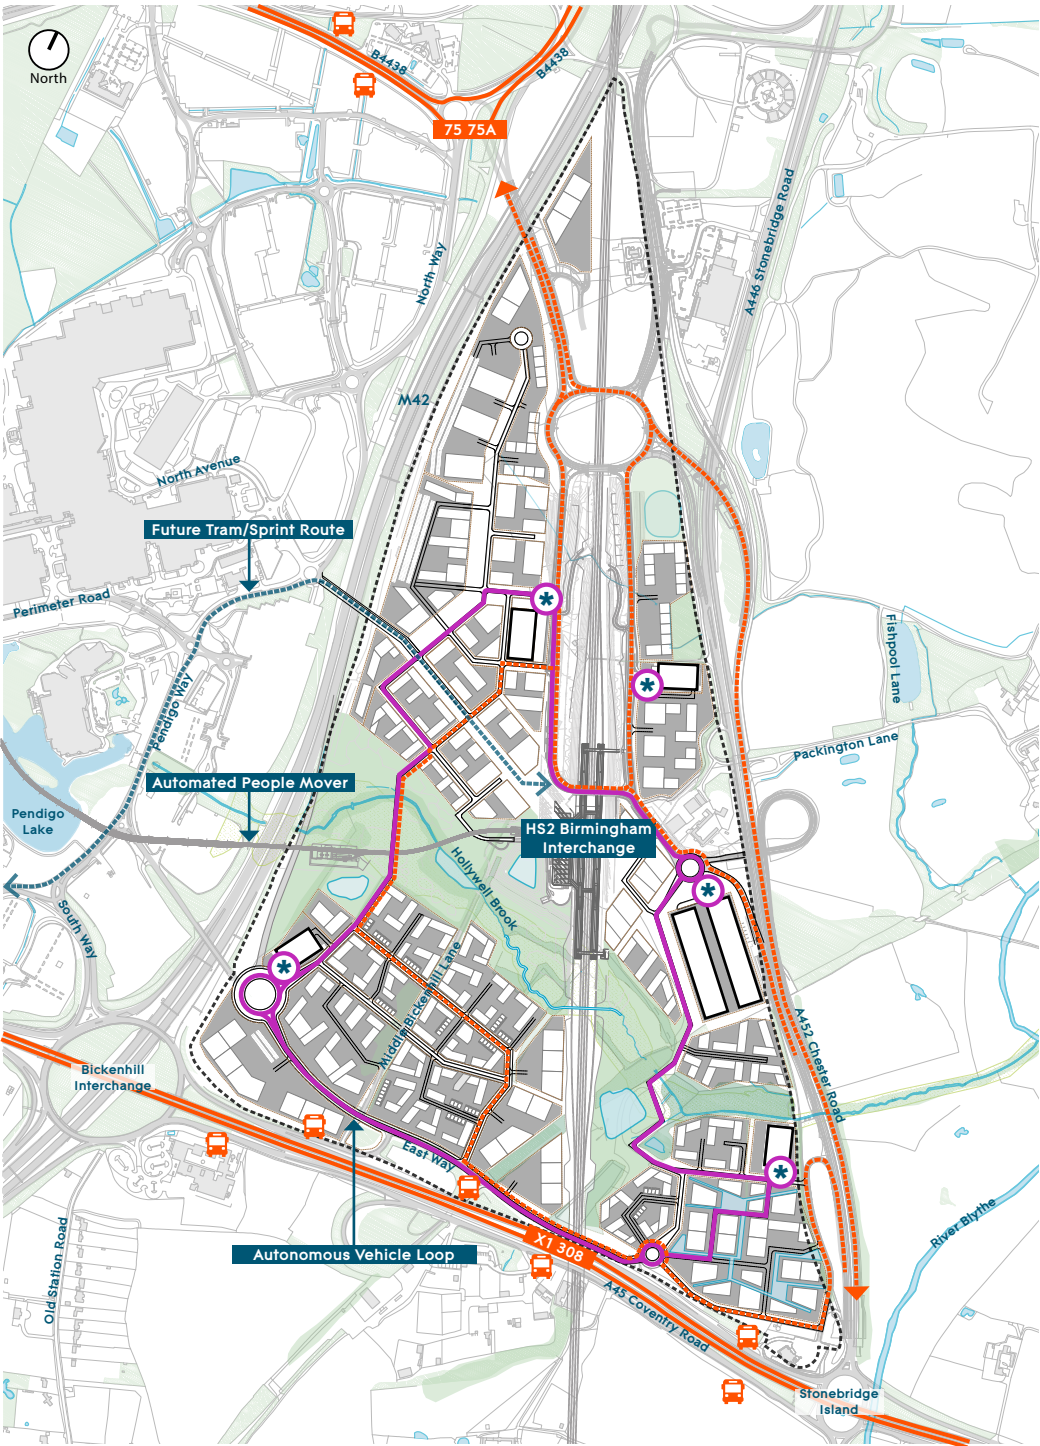 North
B4438
B4438
75 75A
A446 Stonebridge Road
North Way
M42
North Avenue
Future Tram/Sprint Route
Perimeter Road
Fishpool Lane
Pendigo Way
Packington Lane
Automated People Mover
Pendigo
Lake
HS2 Birmingham
Interchange
Hollywell Brook
South Way
Middle Bickenhill Lane
A452 Chester Road
Bickenhill
Interchange
East Way
River Blythe
Old Station Road
Autonomous Vehicle Loop
X1 308
A45 Coventry Road
Stonebridge
Island